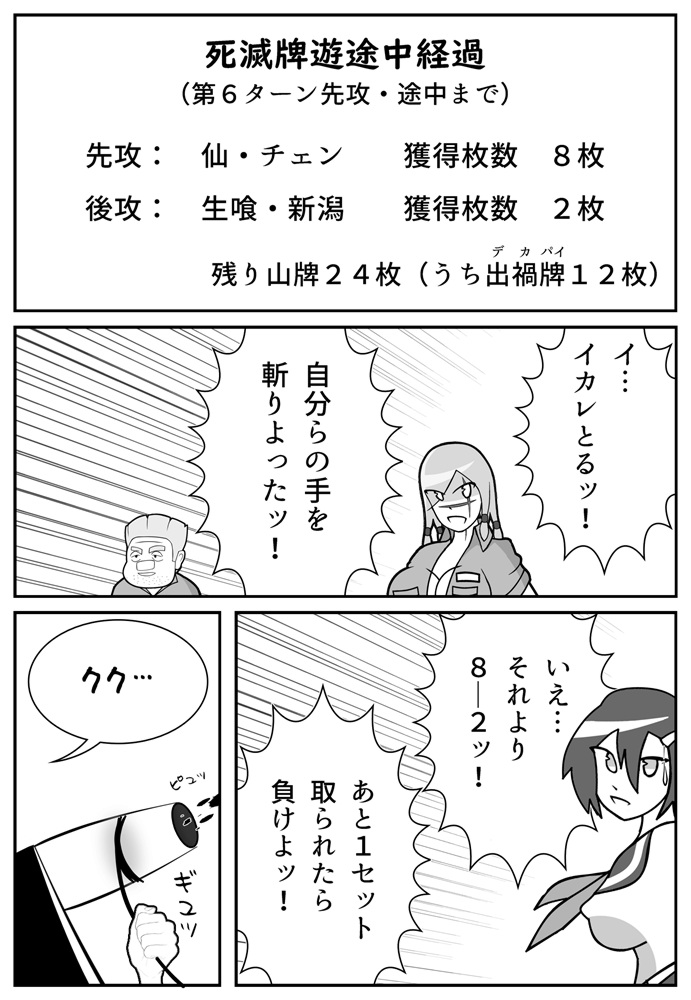 死滅牌遊途中経過
（第６ターン先攻・途中まで）
先攻：　仙・チェン　　獲得枚数　８枚
後攻：　生喰・新潟　　獲得枚数　２枚
デカパイ
残り山牌２４枚（うち出禍牌１２枚）
イ…
イカレとるッ！
自分らの手を
斬りよったッ！
いえ…
それより
８―２ッ！
あと１セット
取られたら
負けよッ！
クク…
ピュッ
ギュッ